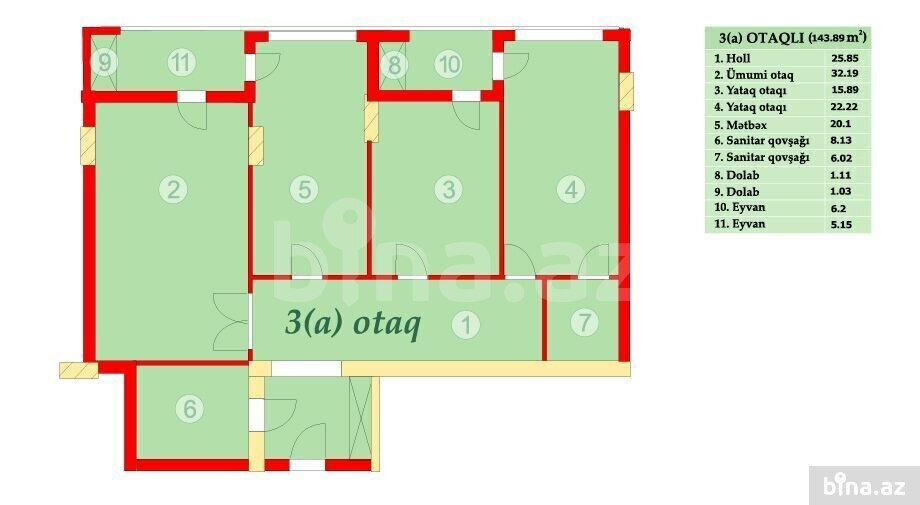 3(a) OTAQLI (143.89 m²)
1. Holl 25.85
2. Ümumi otaq 32.19
3. Yataq otaqı 15.89
4. Yataq otaqı 22.22
5. Mətbəx 20.1
6. Sanitar qovşağı 8.13
7. Sanitar qovşağı 6.02
8. Dolab 1.11
9. Dolab 1.03
10. Eyvan 6.2
11. Eyvan 5.15
9 11 8 10
2 5 3 4
bina.az
3(a) otaq 1 7
6
bina.az